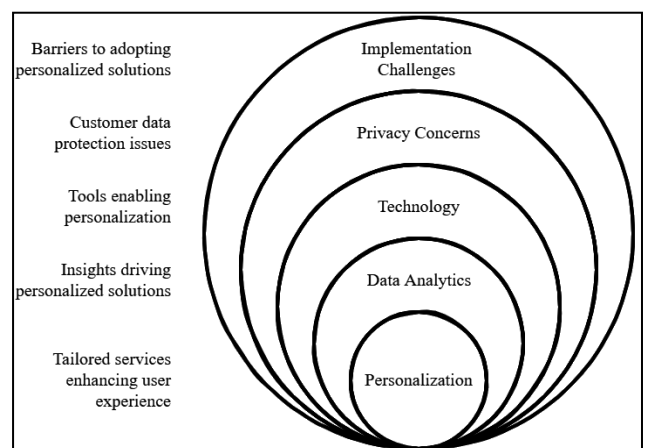 Barriers to adopting
personalized solutions
Implementation
Challenges
Customer data
protection issues
Privacy Concerns
Tools enabling
personalization
Technology
Insights driving
personalized solutions
Data Analytics
Tailored services
enhancing user
experience
Personalization